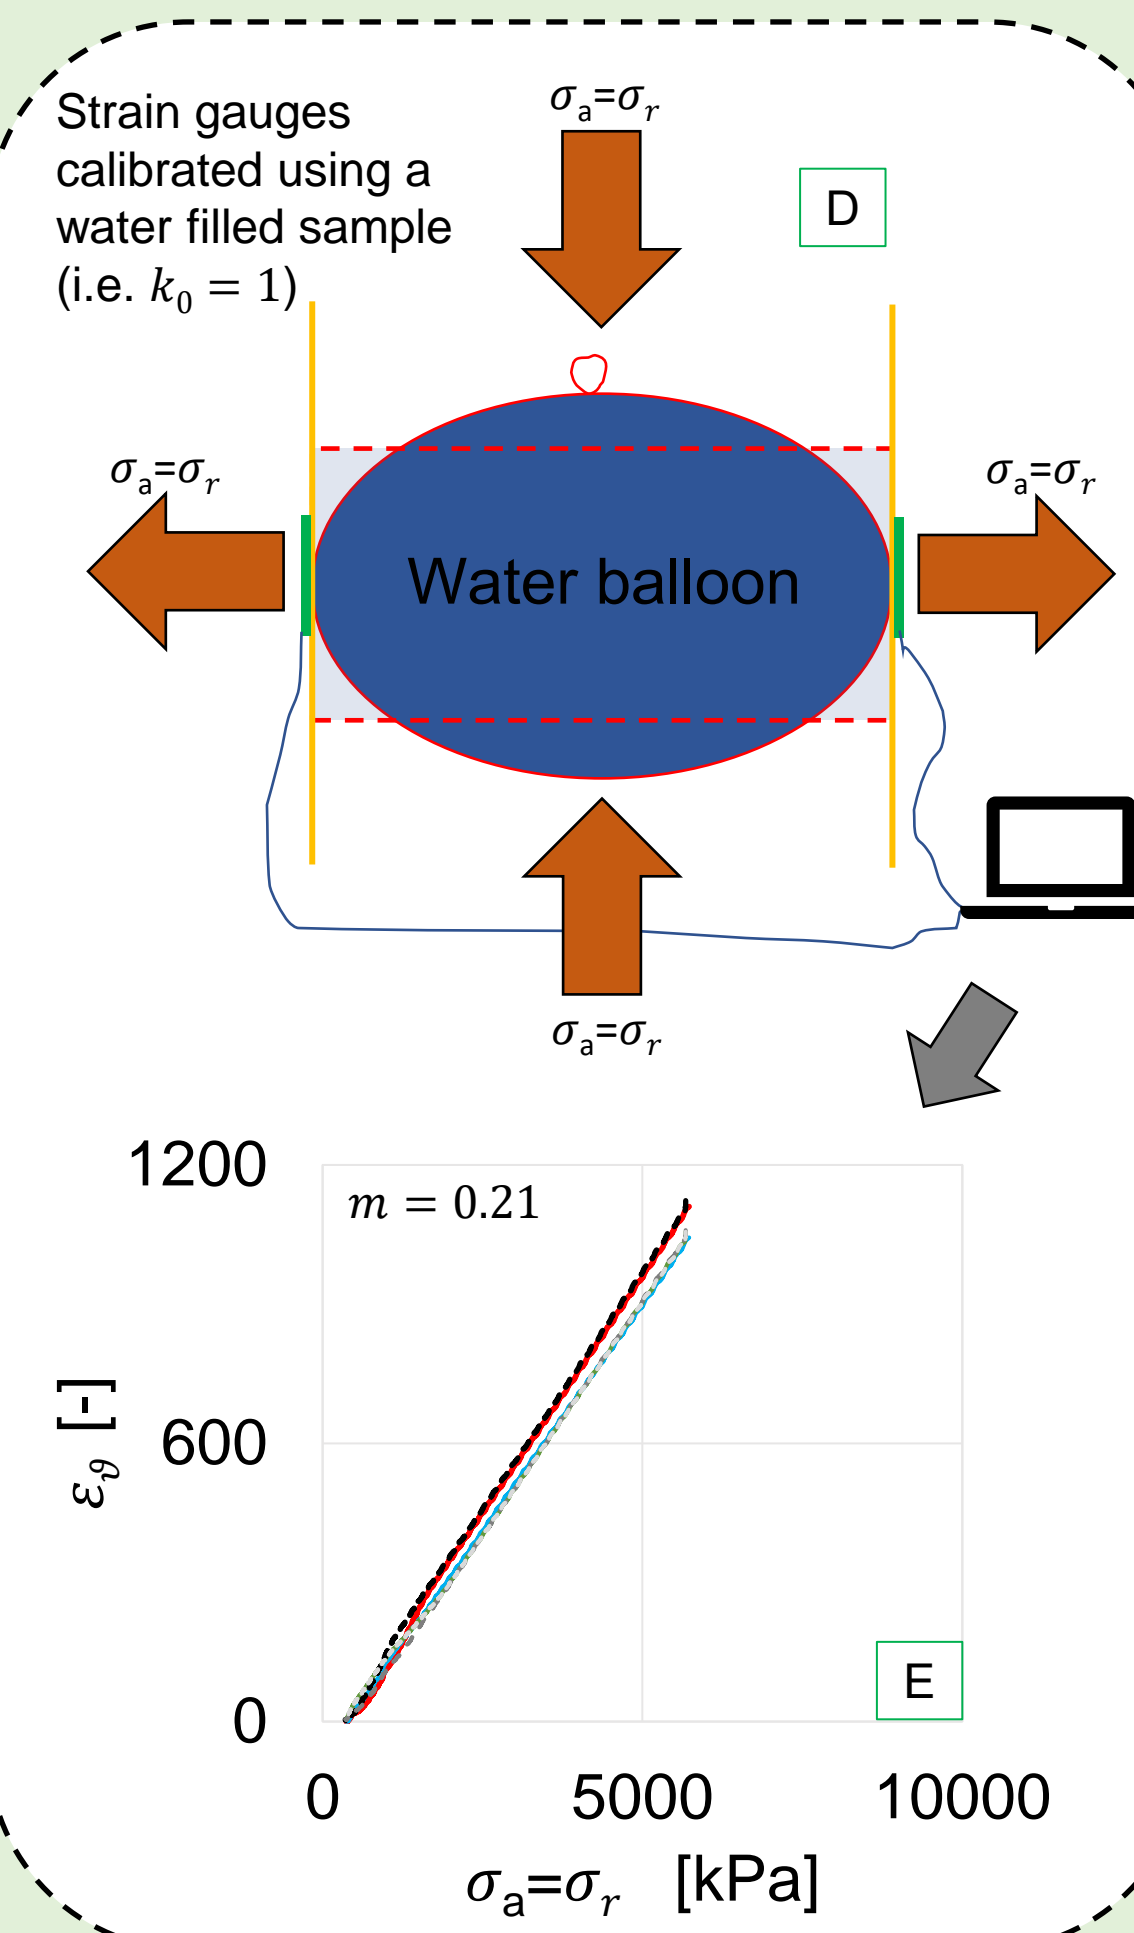 Strain gauges
calibrated using a
water filled sample
(i.e. k₀ = 1)
σₐ=σᵣ
D
σₐ=σᵣ
σₐ=σᵣ
Water balloon
σₐ=σᵣ
1200
m = 0.21
600
ε_ϑ [-]
0
E
0 5000 10000
σₐ=σᵣ [kPa]